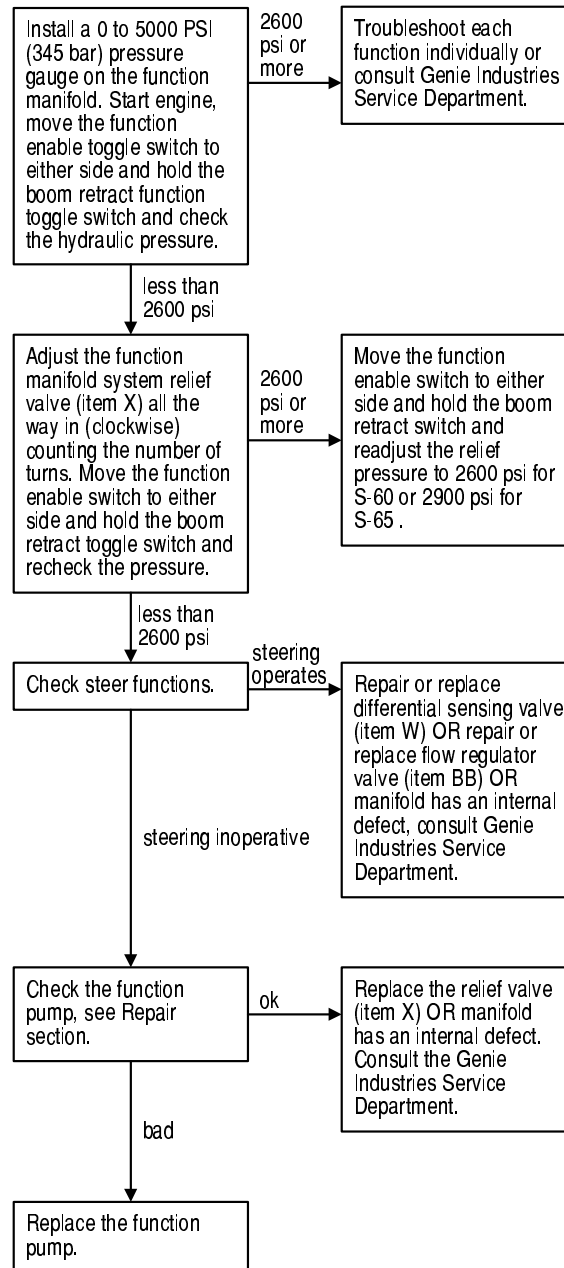 Install a 0 to 5000 PSI
(345 bar) pressure
gauge on the function
manifold. Start engine,
move the function
enable toggle switch to
either side and hold the
boom retract function
toggle switch and check
the hydraulic pressure.
2600
psi or
more
Troubleshoot each
function individually or
consult Genie Industries
Service Department.
less than
2600 psi
Adjust the function
manifold system relief
valve (item X) all the
way in (clockwise)
counting the number of
turns. Move the function
enable switch to either
side and hold the boom
retract toggle switch and
recheck the pressure.
2600
psi or
more
Move the function
enable switch to either
side and hold the boom
retract switch and
readjust the relief
pressure to 2600 psi for
S-60 or 2900 psi for
S-65 .
less than
2600 psi
Check steer functions.
steering
operates
Repair or replace
differential sensing valve
(item W) OR repair or
replace flow regulator
valve (item BB) OR
manifold has an internal
defect, consult Genie
Industries Service
Department.
steering inoperative
Check the function
pump, see Repair
section.
ok
Replace the relief valve
(item X) OR manifold
has an internal defect.
Consult the Genie
Industries Service
Department.
bad
Replace the function
pump.